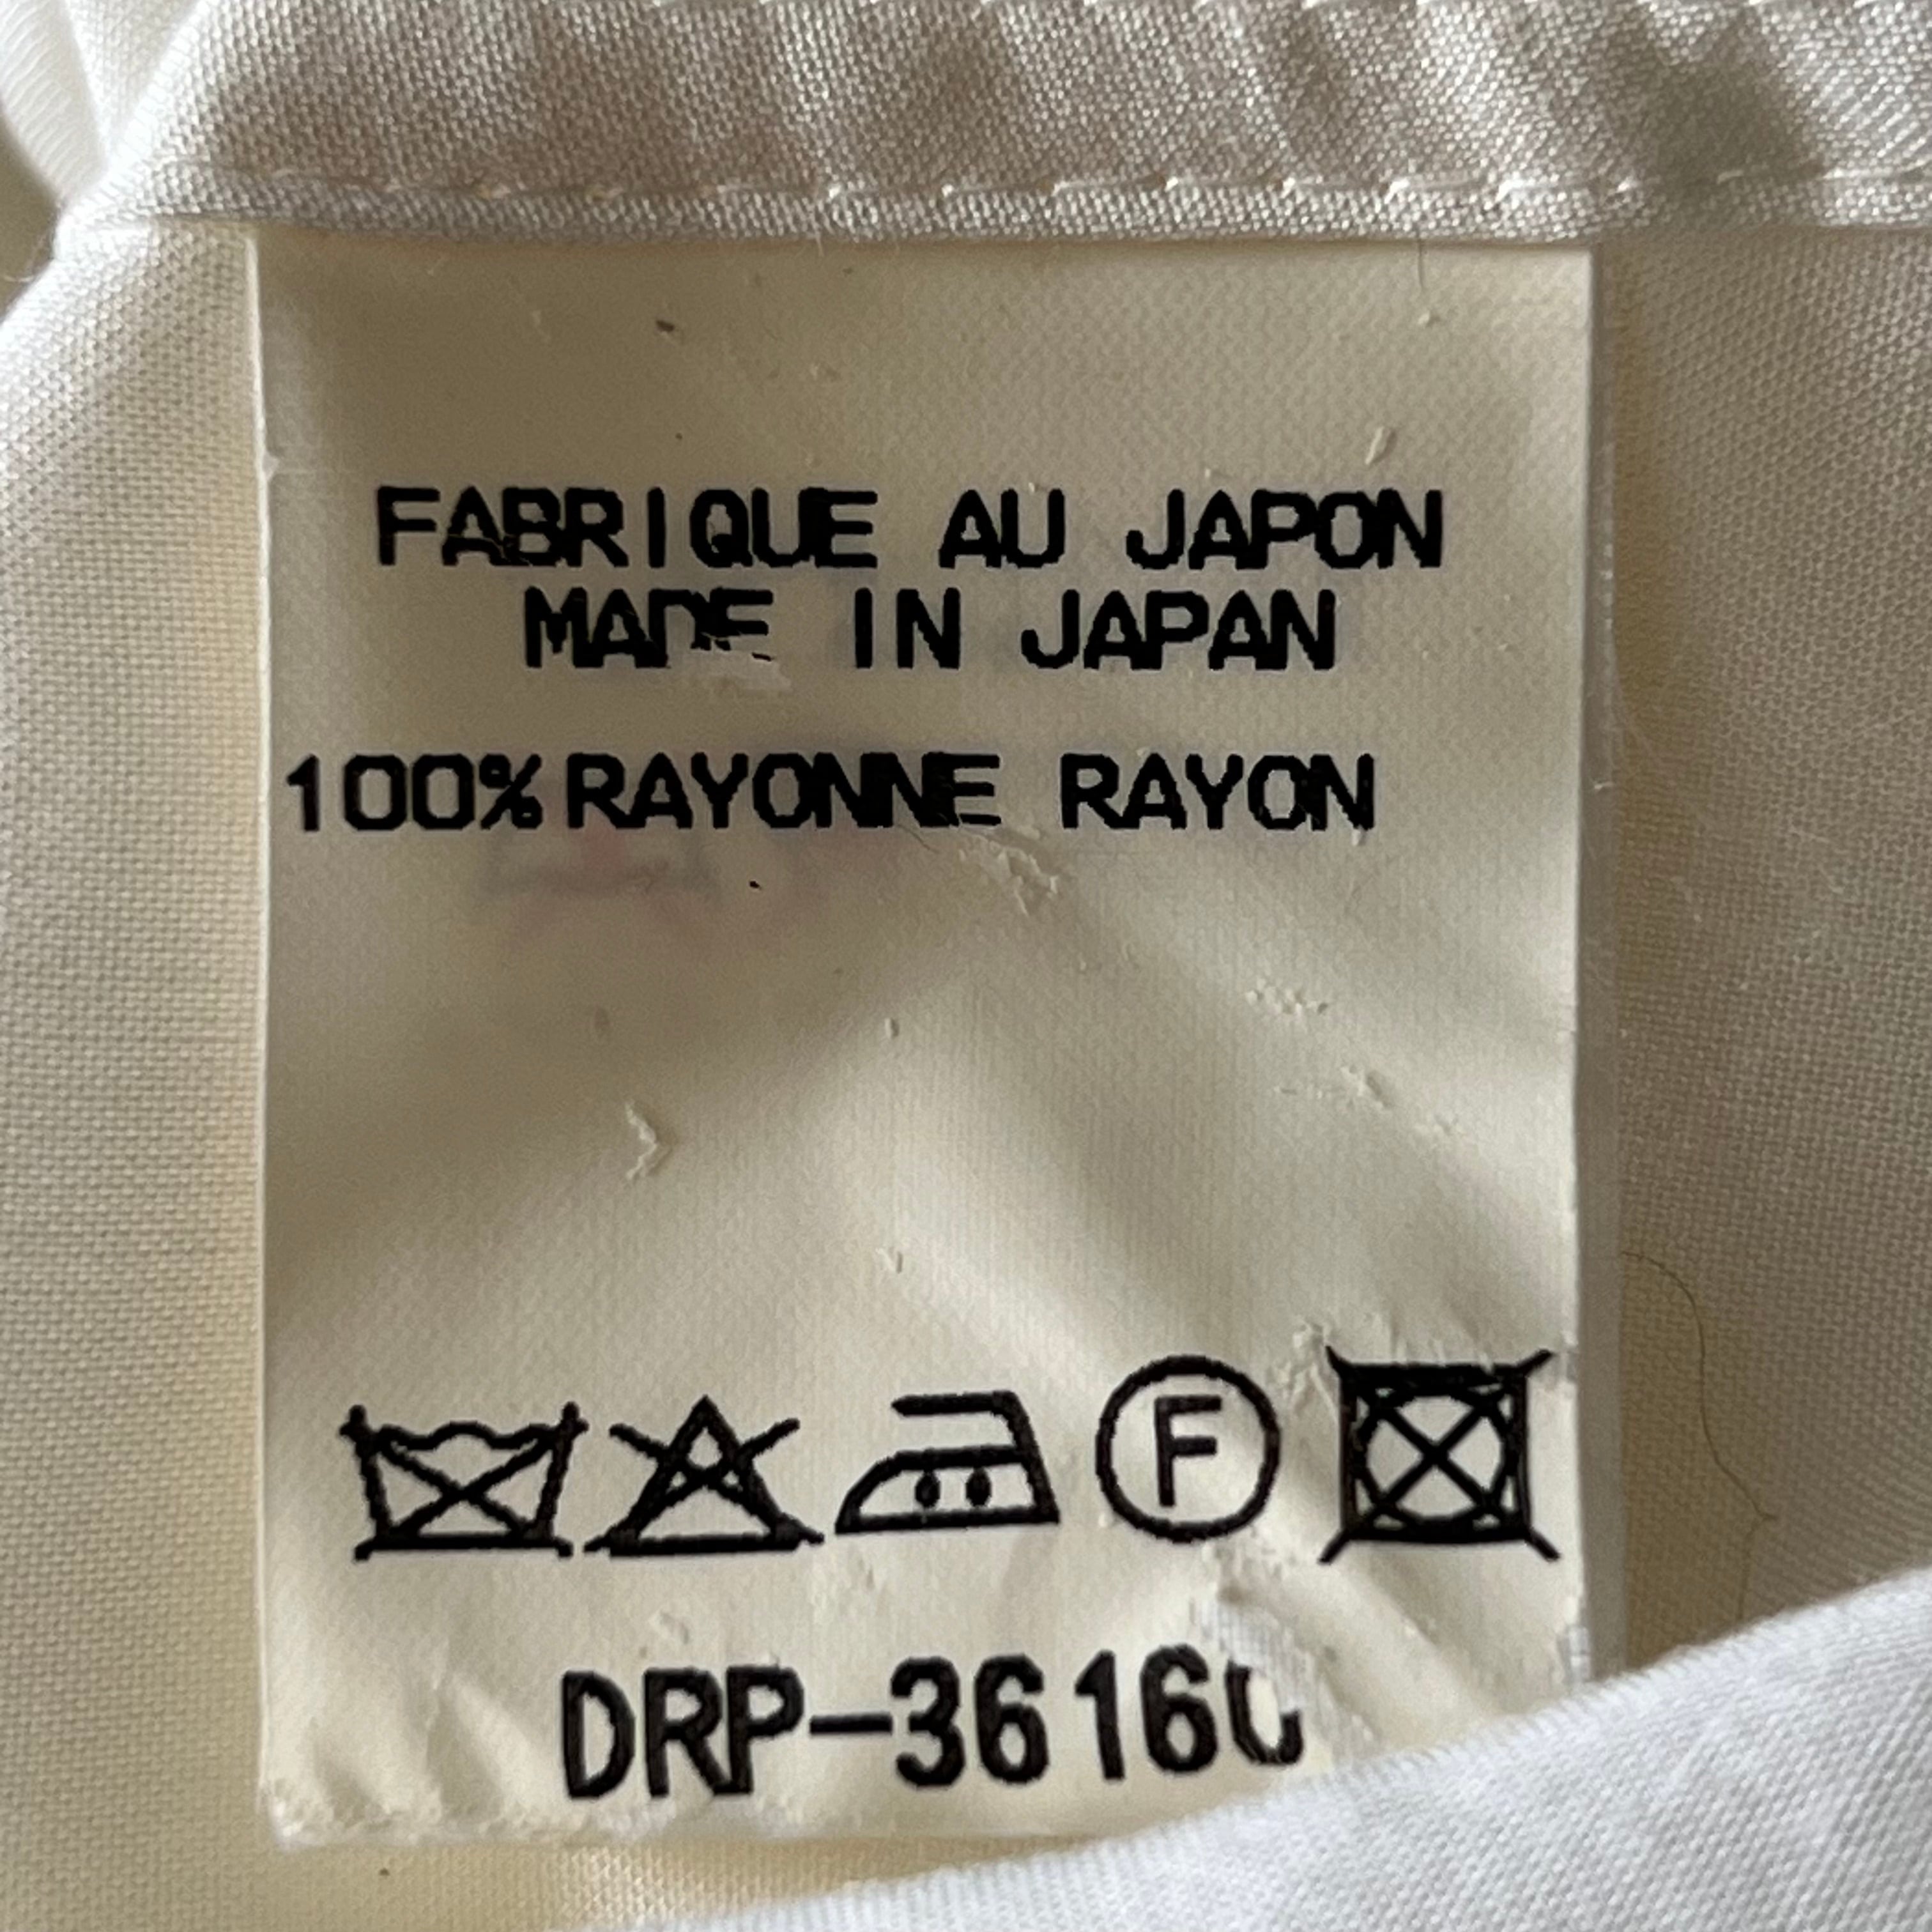 FABRIQUE AU JAPON
MADE IN JAPAN
100% RAYONNE RAYON
F